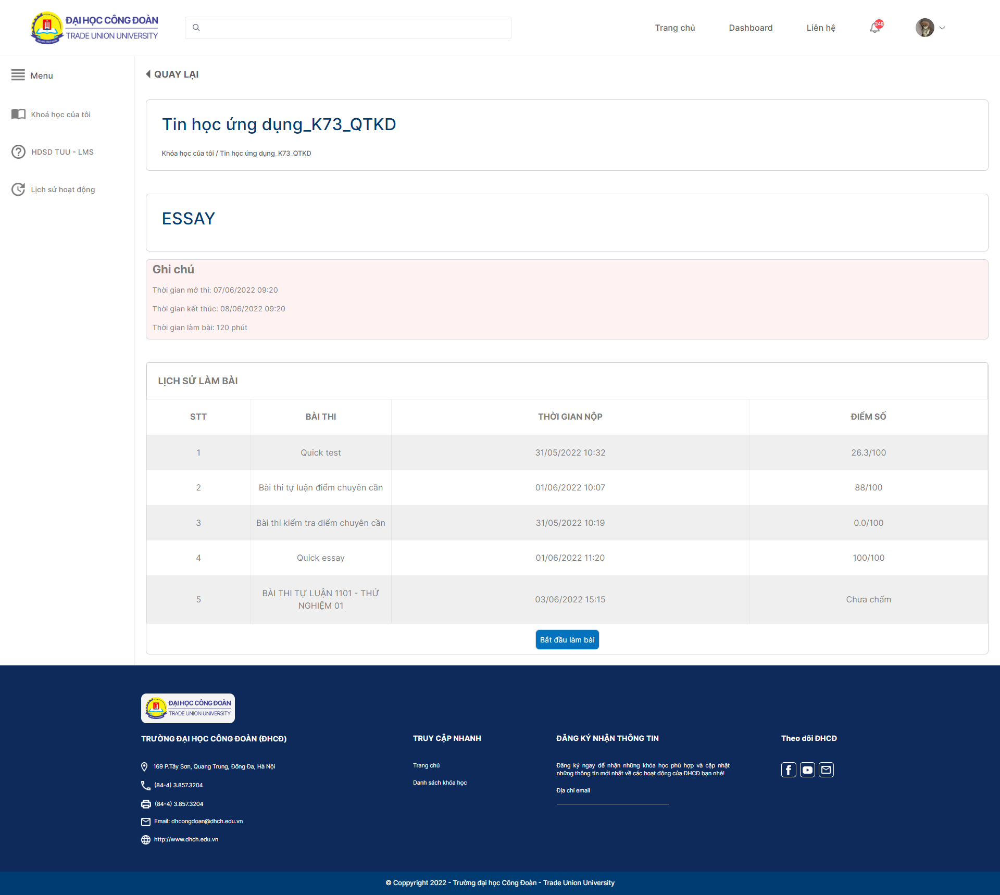 ĐẠI HỌC CÔNG ĐOÀN
TRADE UNION UNIVERSITY
Trang chủ
Dashboard
Liên hệ
249
Menu
Khoá học của tôi
HDSD TUU - LMS
Lịch sử hoạt động
QUAY LẠI
Tin học ứng dụng_K73_QTKD
Khóa học của tôi / Tin học ứng dụng_K73_QTKD
ESSAY
Ghi chú
Thời gian mở thi: 07/06/2022 09:20
Thời gian kết thúc: 08/06/2022 09:20
Thời gian làm bài: 120 phút
LỊCH SỬ LÀM BÀI
STT BÀI THI THỜI GIAN NỘP ĐIỂM SỐ
1 Quick test 31/05/2022 10:32 26.3/100
2 Bài thi tự luận điểm chuyên cần 01/06/2022 10:07 88/100
3 Bài thi kiểm tra điểm chuyên cần 31/05/2022 10:19 0.0/100
4 Quick essay 01/06/2022 11:20 100/100
5 BÀI THI TỰ LUẬN 1101 - THỬ
NGHIỆM 01 03/06/2022 15:15 Chưa chấm
Bắt đầu làm bài
ĐẠI HỌC CÔNG ĐOÀN
TRADE UNION UNIVERSITY
TRƯỜNG ĐẠI HỌC CÔNG ĐOÀN (ĐHCĐ)
169 P.Tây Sơn, Quang Trung, Đống Đa, Hà Nội
(84-4) 3.857.3204
(84-4) 3.857.3204
Email: dhcongdoan@dhch.edu.vn
http://www.dhch.edu.vn
TRUY CẬP NHANH
Trang chủ
Danh sách khóa học
ĐĂNG KÝ NHẬN THÔNG TIN
Đăng ký ngay để nhận những khóa học phù hợp và cập nhật
những thông tin mới nhất về các hoạt động của ĐHCĐ bạn nhé!
Địa chỉ email
Theo dõi ĐHCĐ
© Coppyright 2022 - Trường đại học Công Đoàn - Trade Union University